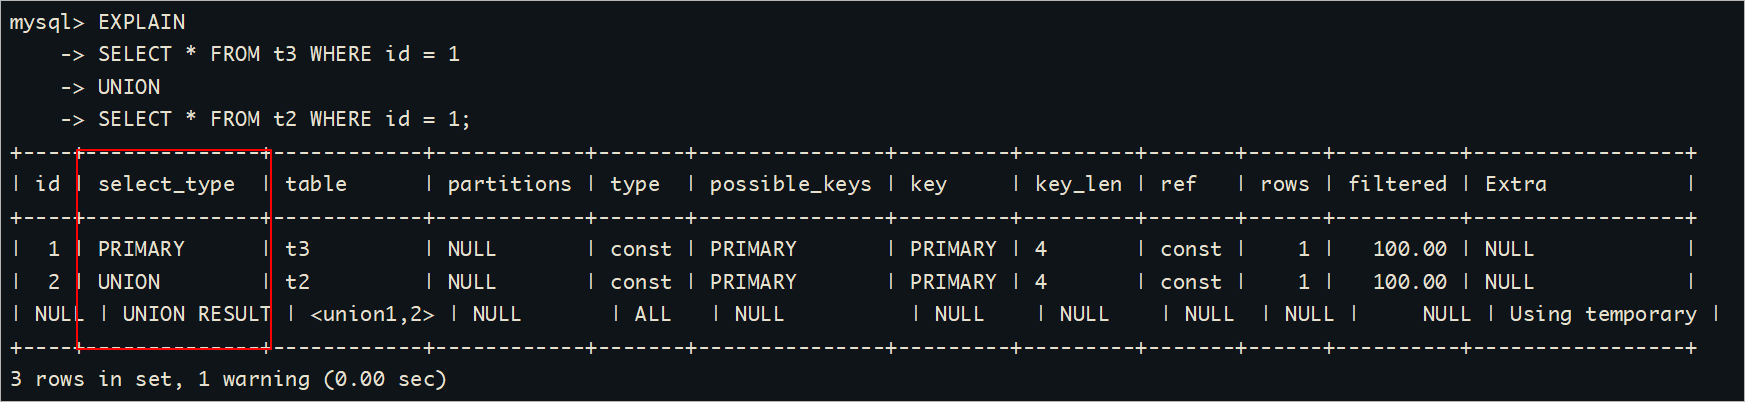 mysql> EXPLAIN
    -> SELECT * FROM t3 WHERE id = 1
    -> UNION
    -> SELECT * FROM t2 WHERE id = 1;
+----+--------------+------------+------------+-------+---------------+---------+---------+-------+------+----------+-----------------+
| id | select_type  | table      | partitions | type  | possible_keys | key     | key_len | ref   | rows | filtered | Extra           |
+----+--------------+------------+------------+-------+---------------+---------+---------+-------+------+----------+-----------------+
|  1 | PRIMARY      | t3         | NULL       | const | PRIMARY       | PRIMARY | 4       | const |    1 |   100.00 | NULL            |
|  2 | UNION        | t2         | NULL       | const | PRIMARY       | PRIMARY | 4       | const |    1 |   100.00 | NULL            |
| NULL | UNION RESULT | <union1,2> | NULL       | ALL   | NULL          | NULL    | NULL    | NULL  | NULL |     NULL | Using temporary |
+----+--------------+------------+------------+-------+---------------+---------+---------+-------+------+----------+-----------------+
3 rows in set, 1 warning (0.00 sec)